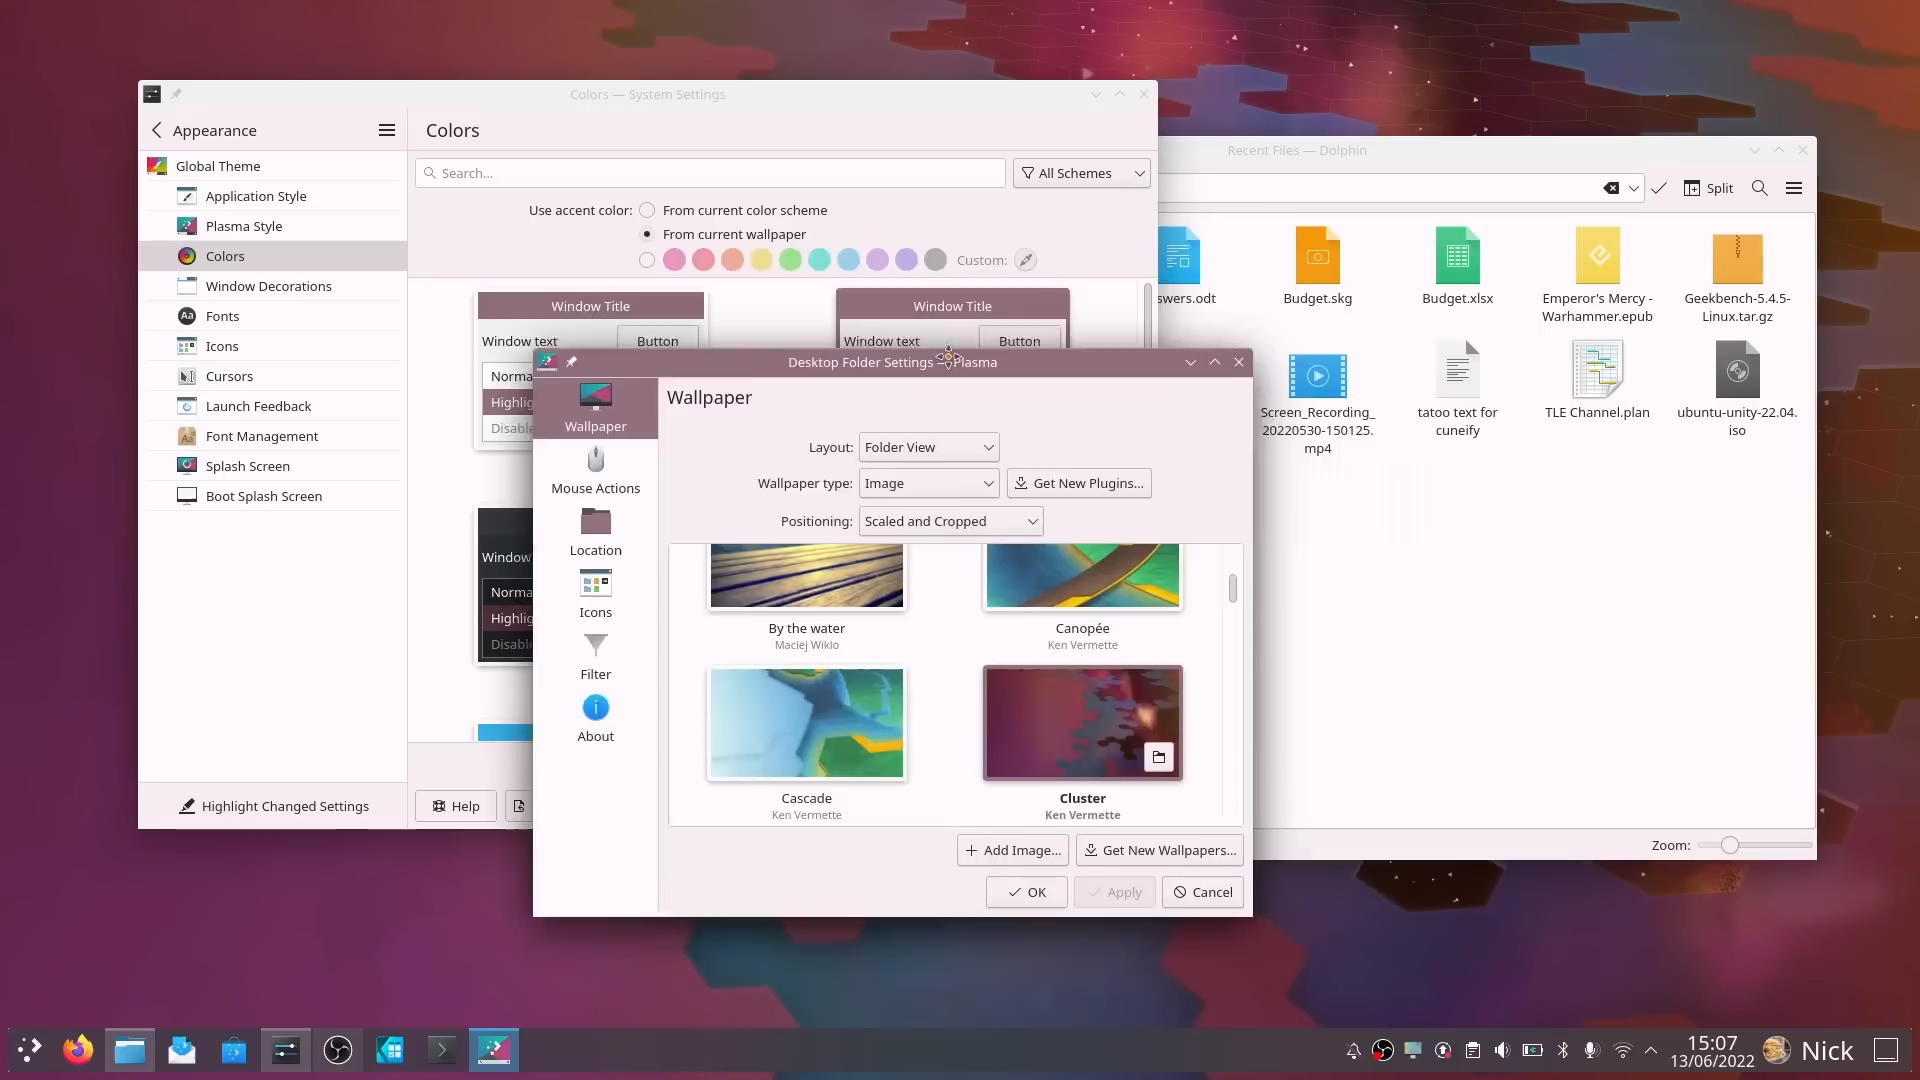 Colors — System Settings
Appearance
Colors
Global Theme
Application Style
Plasma Style
Colors
Window Decorations
Fonts
Icons
Cursors
Launch Feedback
Font Management
Splash Screen
Boot Splash Screen
Highlight Changed Settings
Search...
All Schemes
Use accent color:
From current color scheme
From current wallpaper
Custom:
Window Title
Window text
Button
Norma
Highlig
Disable
Window Title
Window text
Button
Window
Norma
Highlig
Disable
Help
Recent Files — Dolphin
Split
swers.odt
Budget.skg
Budget.xlsx
Emperor's Mercy -
Warhammer.epub
Geekbench-5.4.5-
Linux.tar.gz
Screen_Recording_
20220530-150125.
mp4
tatoo text for
cuneify
TLE Channel.plan
ubuntu-unity-22.04.
iso
Zoom:
Desktop Folder Settings — Plasma
Wallpaper
Mouse Actions
Location
Icons
Filter
About
Wallpaper
Layout:
Folder View
Wallpaper type:
Image
Get New Plugins...
Positioning:
Scaled and Cropped
By the water
Maciej Wiklo
Canopée
Ken Vermette
Cascade
Ken Vermette
Cluster
Ken Vermette
Add Image...
Get New Wallpapers...
OK
Apply
Cancel
15:07
13/06/2022
Nick